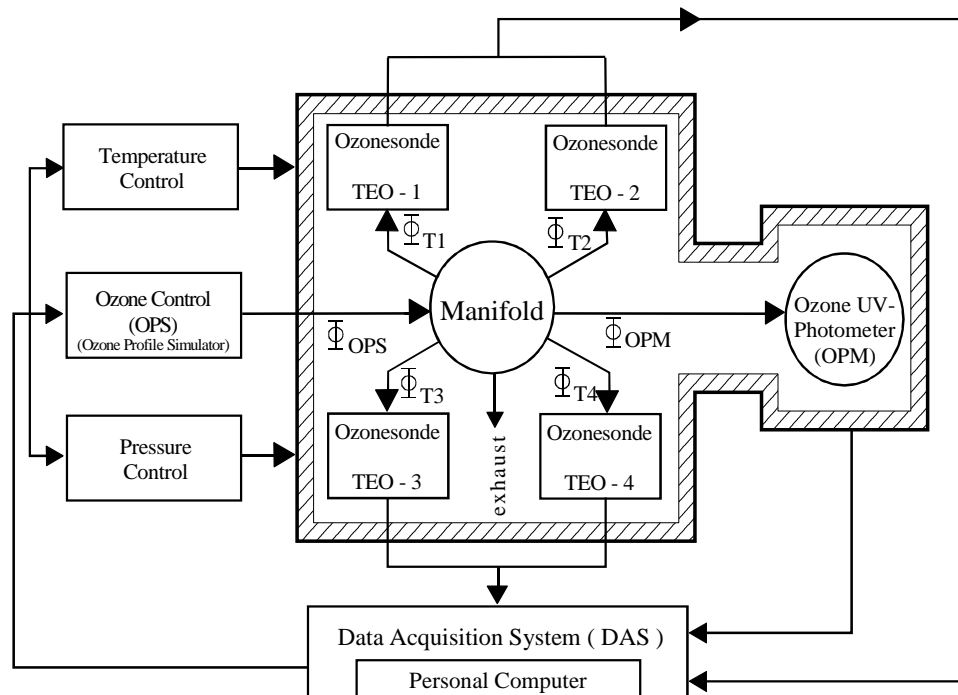 Ozonesonde
TEO - 1
Ozonesonde
TEO - 2
Temperature
Control
Φ T1
Φ T2
Ozone Control
(OPS)
(Ozone Profile Simulator)
Manifold
Ozone UV-
Photometer
(OPM)
Φ OPS
Φ OPM
Φ T3
Φ T4
Pressure
Control
Ozonesonde
TEO - 3
exhaust
Ozonesonde
TEO - 4
Data Acquisition System ( DAS )
Personal Computer